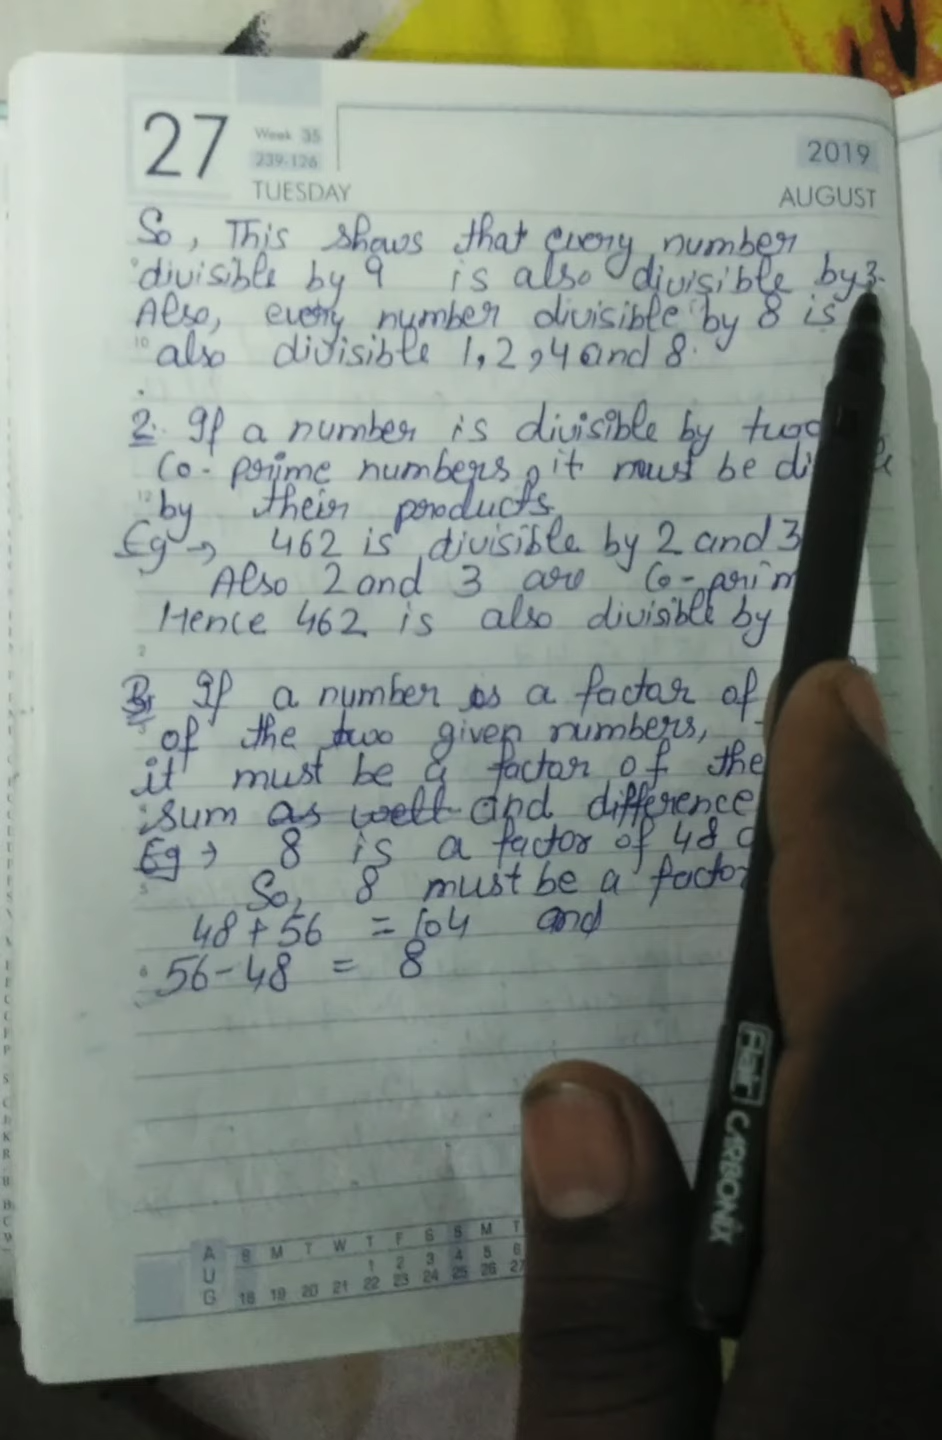 27
Week 35
239-126
TUESDAY
2019
AUGUST
So, This shows that every number
divisible by 9 is also divisible by 3.
Also, every number divisible by 8 is
10
also divisible 1, 2, 4 and 8.
2. If a number is divisible by two
Co-prime numbers, it must be di
12
by their products.
Eg → 462 is divisible by 2 and 3
Also 2 and 3 are Co-prim
Hence 462 is also divisible by
2
3. If a number is a factor of
of the two given numbers,
it must be a factor of the
sum as well and difference
Eg → 8 is a factor of 48
So, 8 must be a factor
48 + 56 = 104 and
6
56 - 48 = 8
Flair CARBONIX
AUG
S M T W T F S S M T
1 2 3 4 5 6
18 19 20 21 22 23 24 25 26 27